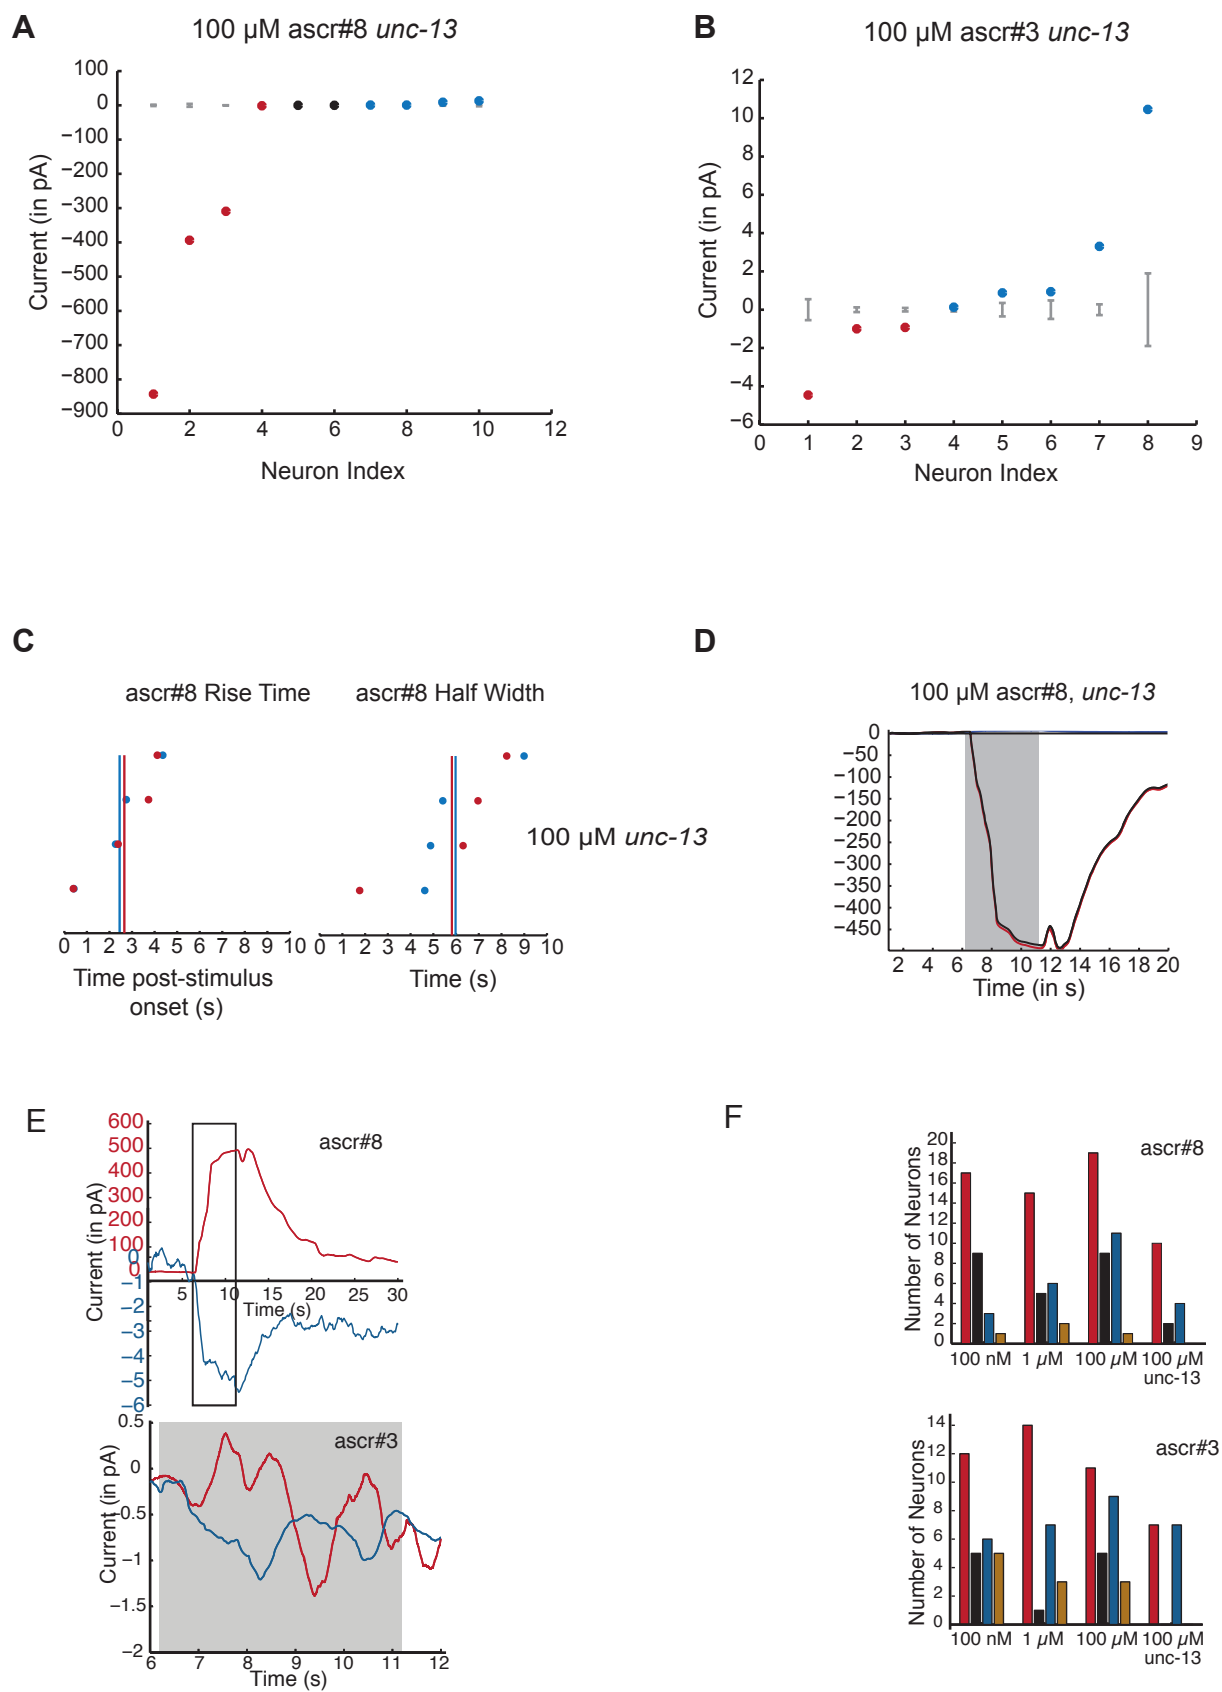 A
100 µM ascr#8 unc-13
100
0
−100
−200
−300
−400
−500
−600
−700
−800
−900
Current (in pA)
0 2 4 6 8 10 12
Neuron Index
B
100 µM ascr#3 unc-13
12
10
8
6
4
2
0
−2
−4
−6
Current (in pA)
0 1 2 3 4 5 6 7 8 9
Neuron Index
C
ascr#8 Rise Time
ascr#8 Half Width
100 µM unc-13
0 1 2 3 4 5 6 7 8 9 10
0 1 2 3 4 5 6 7 8 9 10
Time post-stimulus
onset (s)
Time (s)
D
100 µM ascr#8, unc-13
0
−50
−100
−150
−200
−250
−300
−350
−400
−450
2 4 6 8 10 12 14 16 18 20
Time (in s)
E
ascr#8
600
500
400
300
200
100
0
0
−1
−2
−3
−4
−5
−6
Current (in pA)
5 10 15 20 25 30
Time (s)
ascr#3
0.5
0
−0.5
−1
−1.5
−2
Current (in pA)
6 7 8 9 10 11 12
Time (s)
F
ascr#8
20
18
16
14
12
10
8
6
4
2
0
Number of Neurons
100 nM 1 µM 100 µM 100 µM
unc-13
ascr#3
14
12
10
8
6
4
2
0
Number of Neurons
100 nM 1 µM 100 µM 100 µM
unc-13